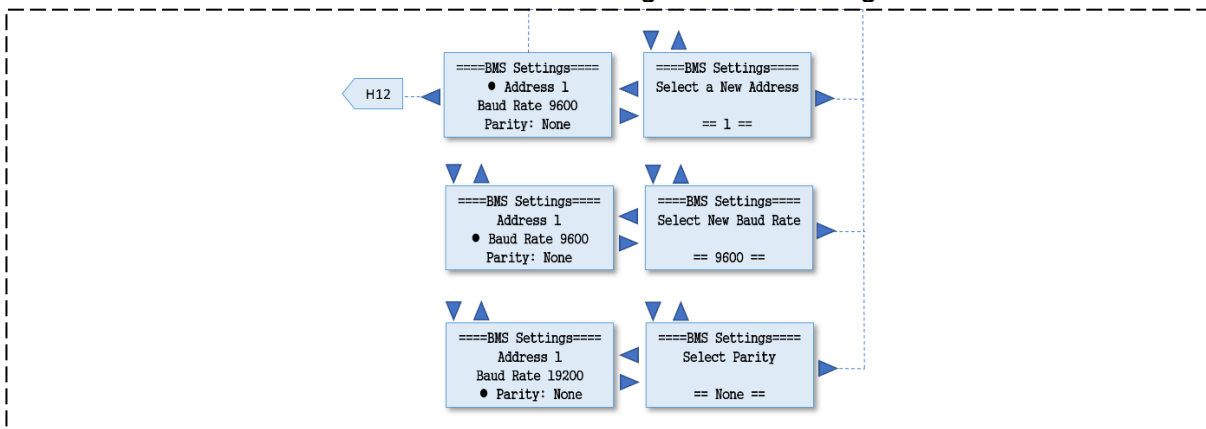 ====BMS Settings====
● Address 1
Baud Rate 9600
Parity: None
====BMS Settings====
Select a New Address
== 1 ==
H12
====BMS Settings====
Address 1
● Baud Rate 9600
Parity: None
====BMS Settings====
Select New Baud Rate
== 9600 ==
====BMS Settings====
Address 1
Baud Rate 19200
● Parity: None
====BMS Settings====
Select Parity
== None ==